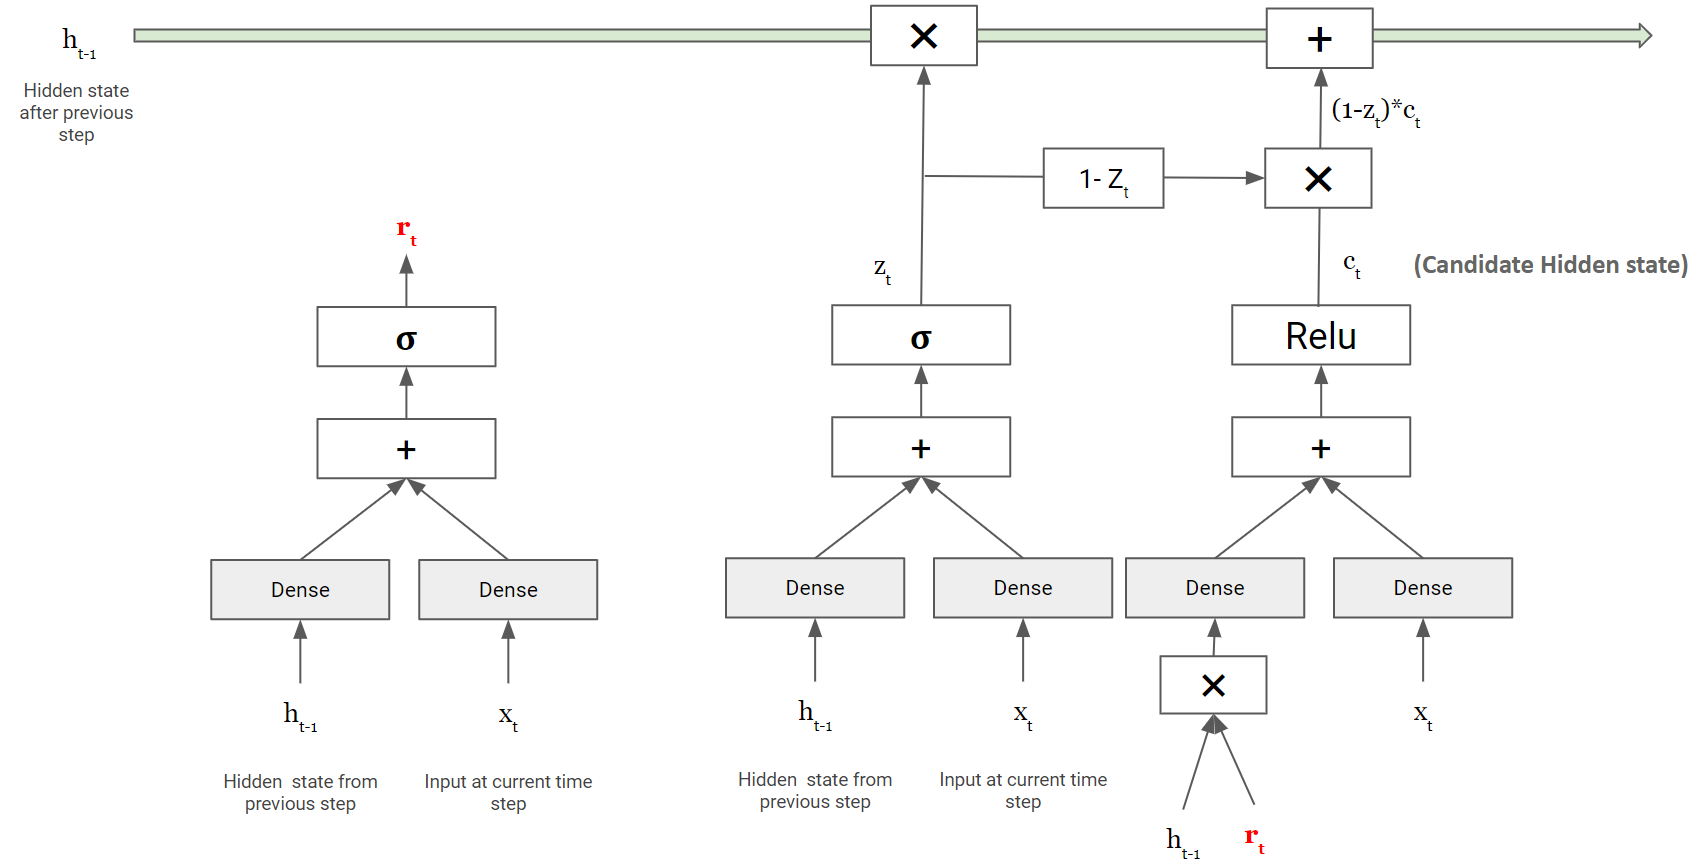 h t-1
Hidden state
after previous
step
×
+
(1-z t)*c t
1- Z t
×
r t
z t
c t
(Candidate Hidden state)
σ
σ
Relu
+
+
+
Dense
Dense
Dense
Dense
Dense
Dense
×
h t-1
x t
h t-1
x t
x t
Hidden state from
previous step
Input at current time
step
Hidden state from
previous step
Input at current time
step
h t-1
r t